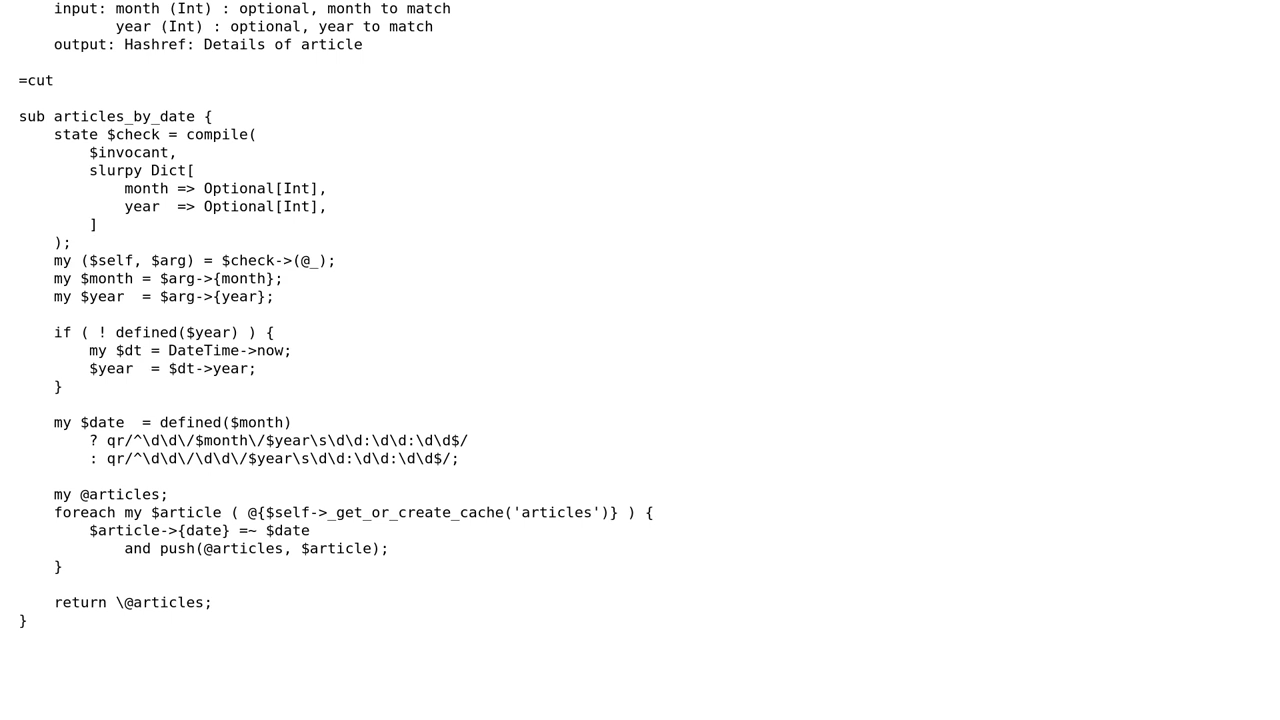 input: month (Int) : optional, month to match
           year (Int) : optional, year to match
    output: Hashref: Details of article

=cut

sub articles_by_date {
    state $check = compile(
        $invocant,
        slurpy Dict[
            month => Optional[Int],
            year  => Optional[Int],
        ]
    );
    my ($self, $arg) = $check->(@_);
    my $month = $arg->{month};
    my $year  = $arg->{year};

    if ( ! defined($year) ) {
        my $dt = DateTime->now;
        $year  = $dt->year;
    }

    my $date  = defined($month)
        ? qr/^\d\d\/$month\/$year\s\d\d:\d\d:\d\d$/
        : qr/^\d\d\/\d\d\/$year\s\d\d:\d\d:\d\d$/;

    my @articles;
    foreach my $article ( @{$self->_get_or_create_cache('articles')} ) {
        $article->{date} =~ $date
            and push(@articles, $article);
    }

    return \@articles;
}